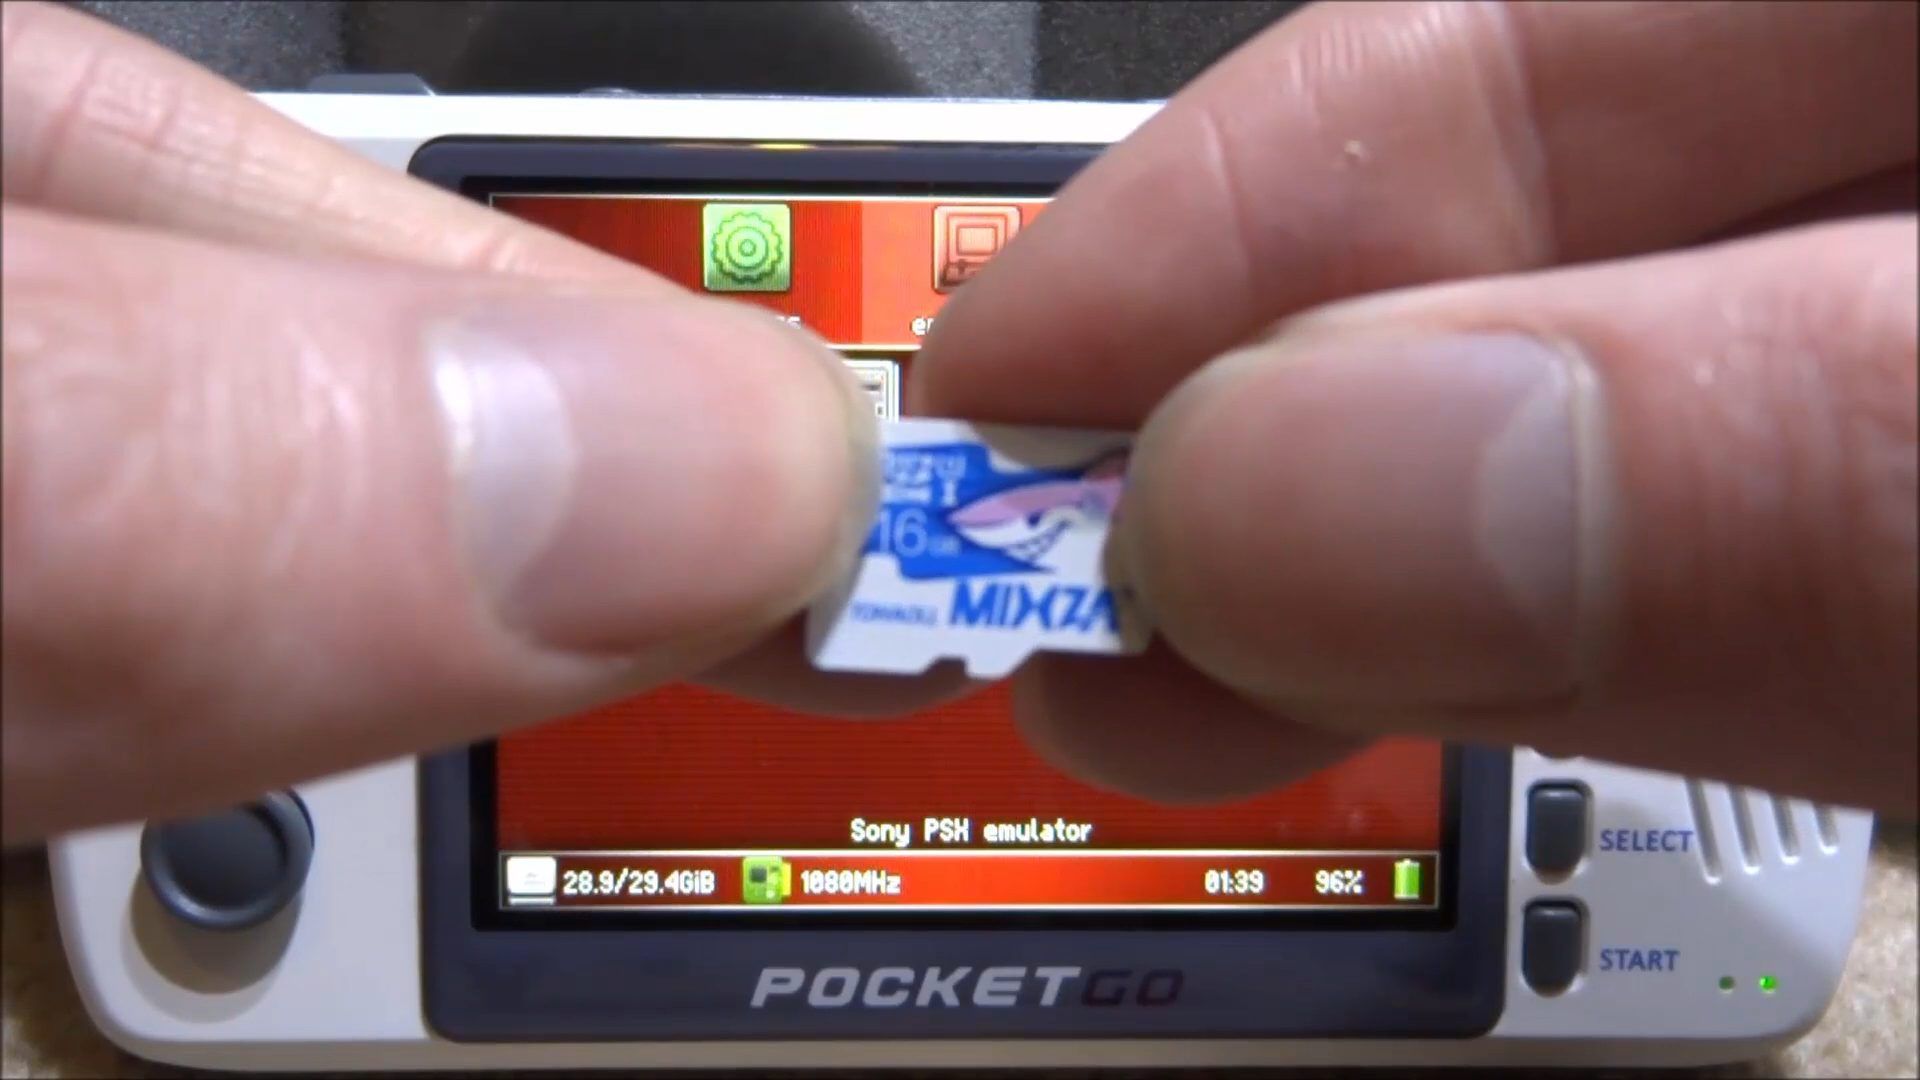 16
MIXZA
Sony PSX emulator
28.9/29.4GiB 1080MHz 01:39 96%
SELECT
START
POCKETGO